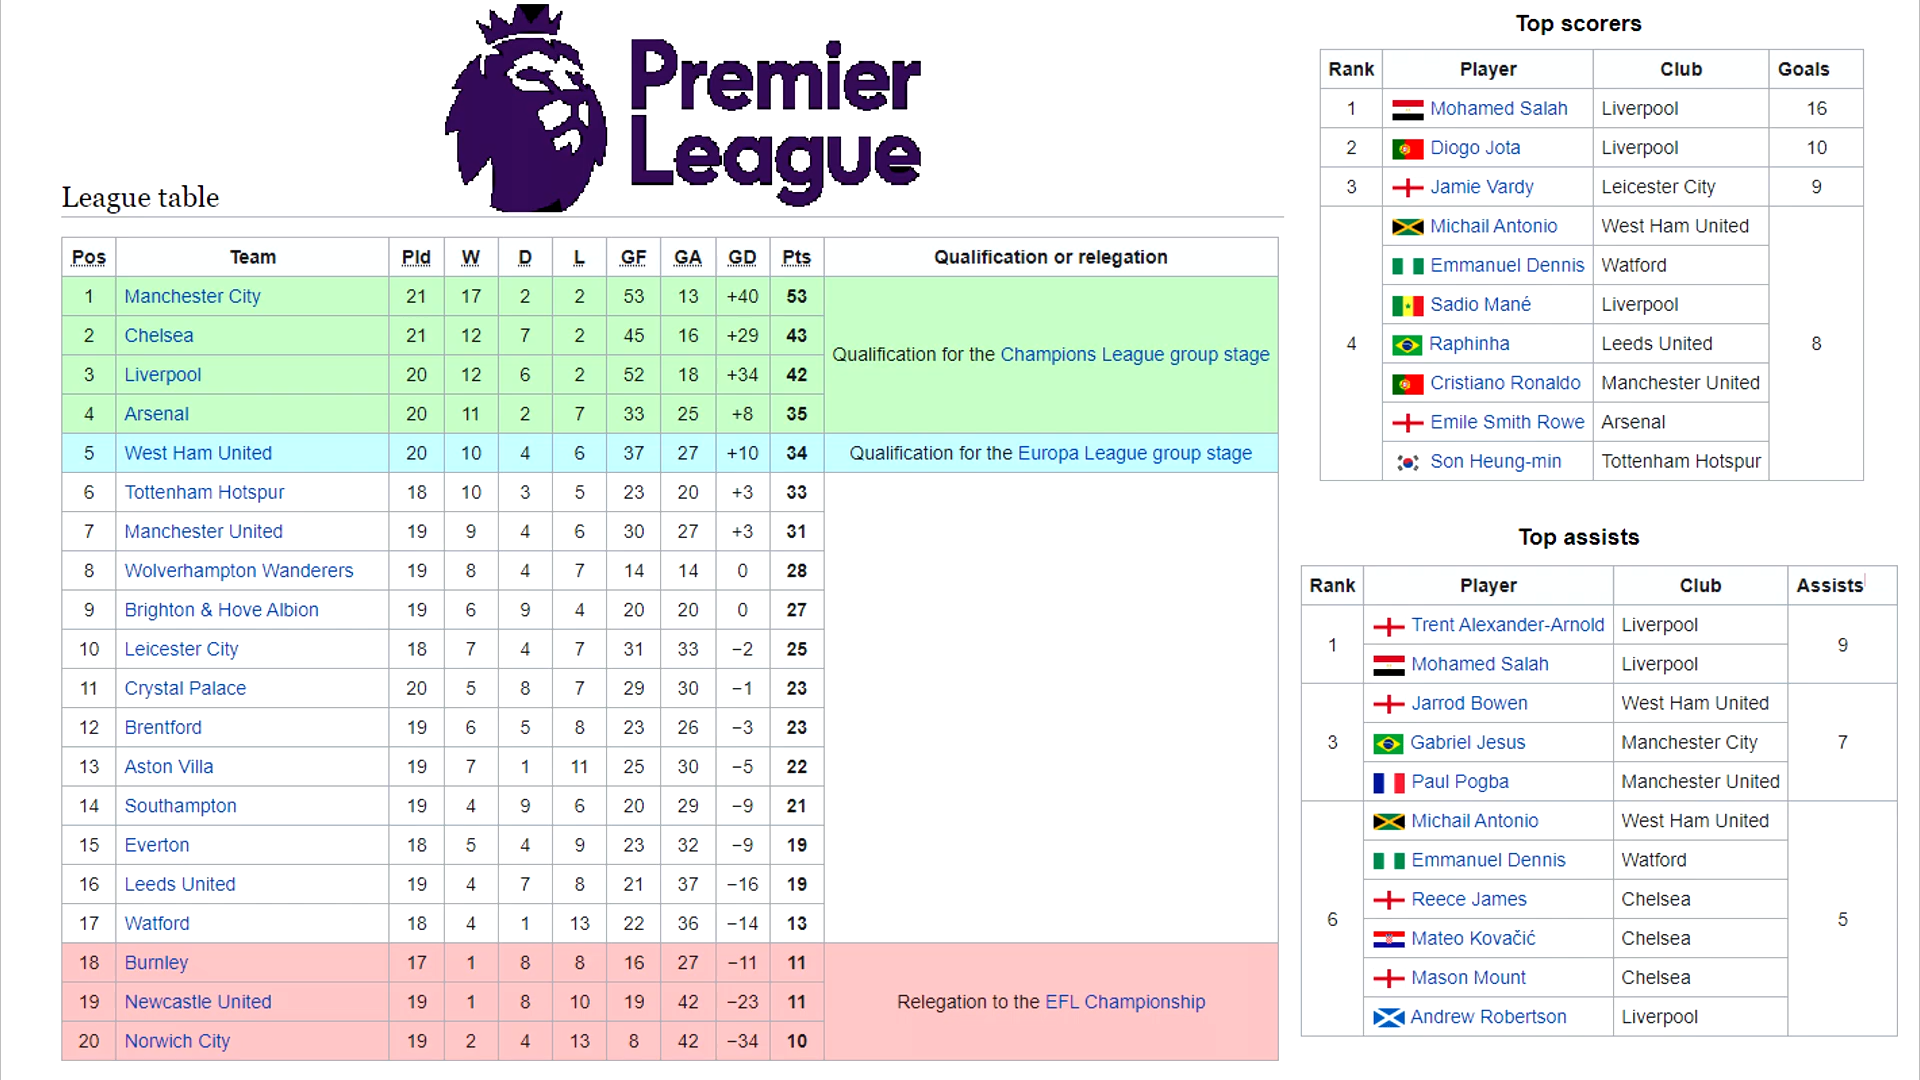 Premier
League
League table
Pos Team Pld W D L GF GA GD Pts Qualification or relegation
1 Manchester City 21 17 2 2 53 13 +40 53
2 Chelsea 21 12 7 2 45 16 +29 43
Qualification for the Champions League group stage
3 Liverpool 20 12 6 2 52 18 +34 42
4 Arsenal 20 11 2 7 33 25 +8 35
5 West Ham United 20 10 4 6 37 27 +10 34 Qualification for the Europa League group stage
6 Tottenham Hotspur 18 10 3 5 23 20 +3 33
7 Manchester United 19 9 4 6 30 27 +3 31
8 Wolverhampton Wanderers 19 8 4 7 14 14 0 28
9 Brighton & Hove Albion 19 6 9 4 20 20 0 27
10 Leicester City 18 7 4 7 31 33 −2 25
11 Crystal Palace 20 5 8 7 29 30 −1 23
12 Brentford 19 6 5 8 23 26 −3 23
13 Aston Villa 19 7 1 11 25 30 −5 22
14 Southampton 19 4 9 6 20 29 −9 21
15 Everton 18 5 4 9 23 32 −9 19
16 Leeds United 19 4 7 8 21 37 −16 19
17 Watford 18 4 1 13 22 36 −14 13
18 Burnley 17 1 8 8 16 27 −11 11
19 Newcastle United 19 1 8 10 19 42 −23 11 Relegation to the EFL Championship
20 Norwich City 19 2 4 13 8 42 −34 10
Top scorers
Rank Player Club Goals
1 Mohamed Salah Liverpool 16
2 Diogo Jota Liverpool 10
3 Jamie Vardy Leicester City 9
Michail Antonio West Ham United
Emmanuel Dennis Watford
Sadio Mané Liverpool
4 Raphinha Leeds United 8
Cristiano Ronaldo Manchester United
Emile Smith Rowe Arsenal
Son Heung-min Tottenham Hotspur
Top assists
Rank Player Club Assists
Trent Alexander-Arnold Liverpool
1 9
Mohamed Salah Liverpool
Jarrod Bowen West Ham United
3 Gabriel Jesus Manchester City 7
Paul Pogba Manchester United
Michail Antonio West Ham United
Emmanuel Dennis Watford
Reece James Chelsea
6 5
Mateo Kovačić Chelsea
Mason Mount Chelsea
Andrew Robertson Liverpool